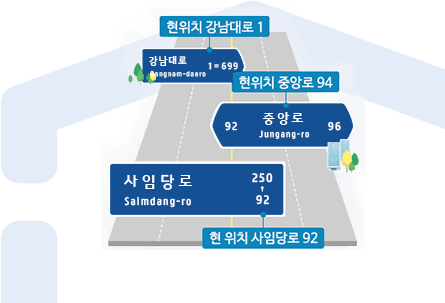 현위치 강남대로 1
강남대로 1→699
Gangnam-daero
현위치 중앙로 94
92 중앙로 96
Jungang-ro
사임당로 250
↑
Saimdang-ro 92
현 위치 사임당로 92